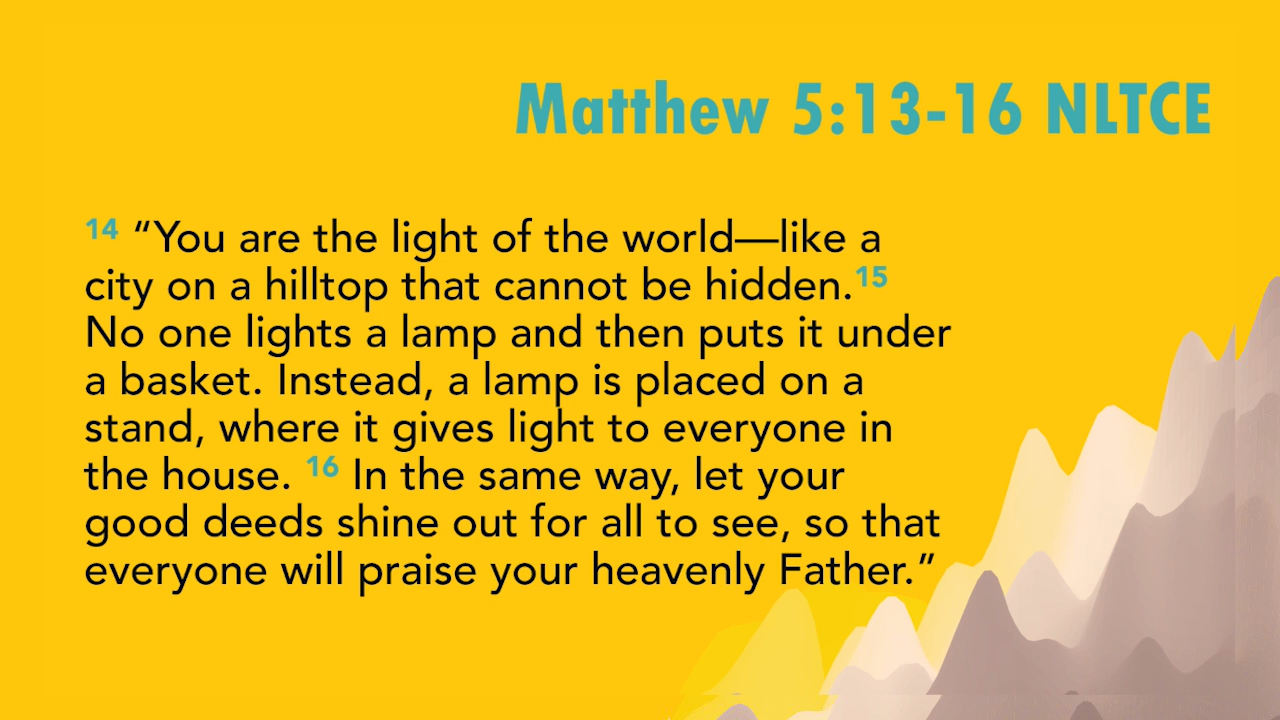 Matthew 5:13-16 NLTCE
14 “You are the light of the world—like a
city on a hilltop that cannot be hidden.15
No one lights a lamp and then puts it under
a basket. Instead, a lamp is placed on a
stand, where it gives light to everyone in
the house. 16 In the same way, let your
good deeds shine out for all to see, so that
everyone will praise your heavenly Father.”